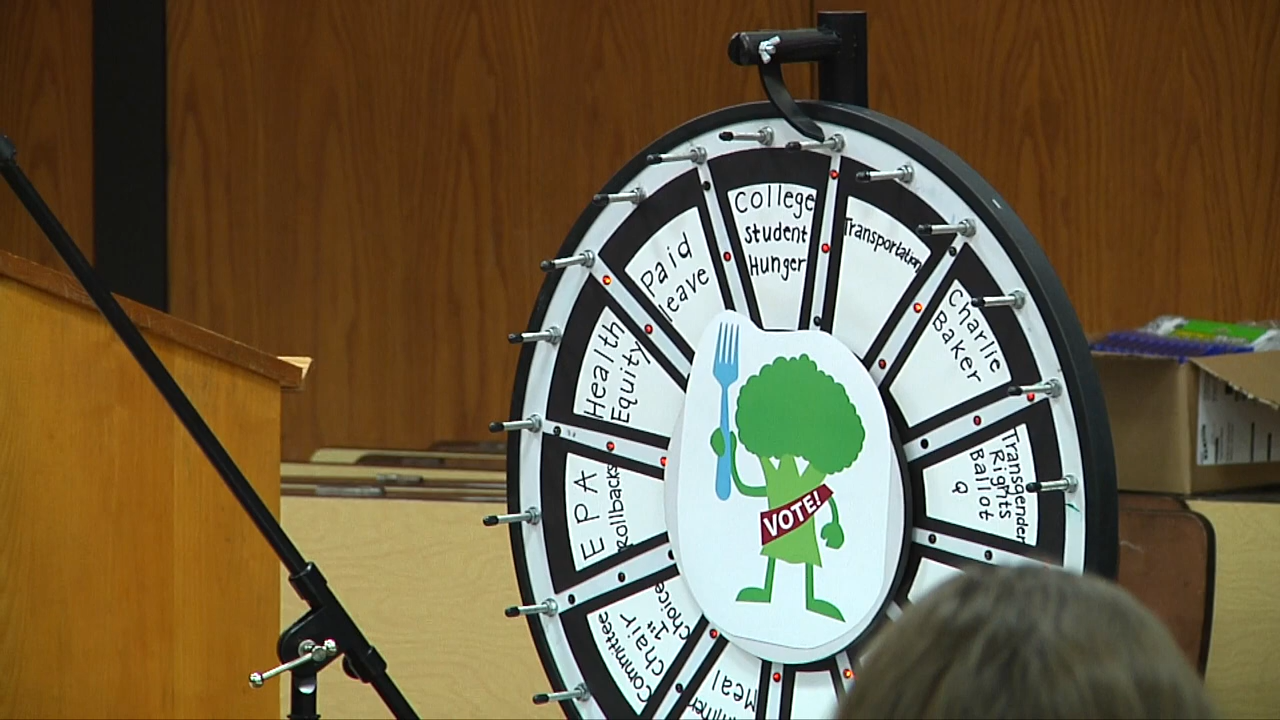 College
Student
Hunger
Transportation
Charlie
Baker
Transgender
Rights
Ballot
Q
Paid
leave
Health
Equity
EPA
Rollbacks
Committee
Chair
1st
Choice
Meal
VOTE!